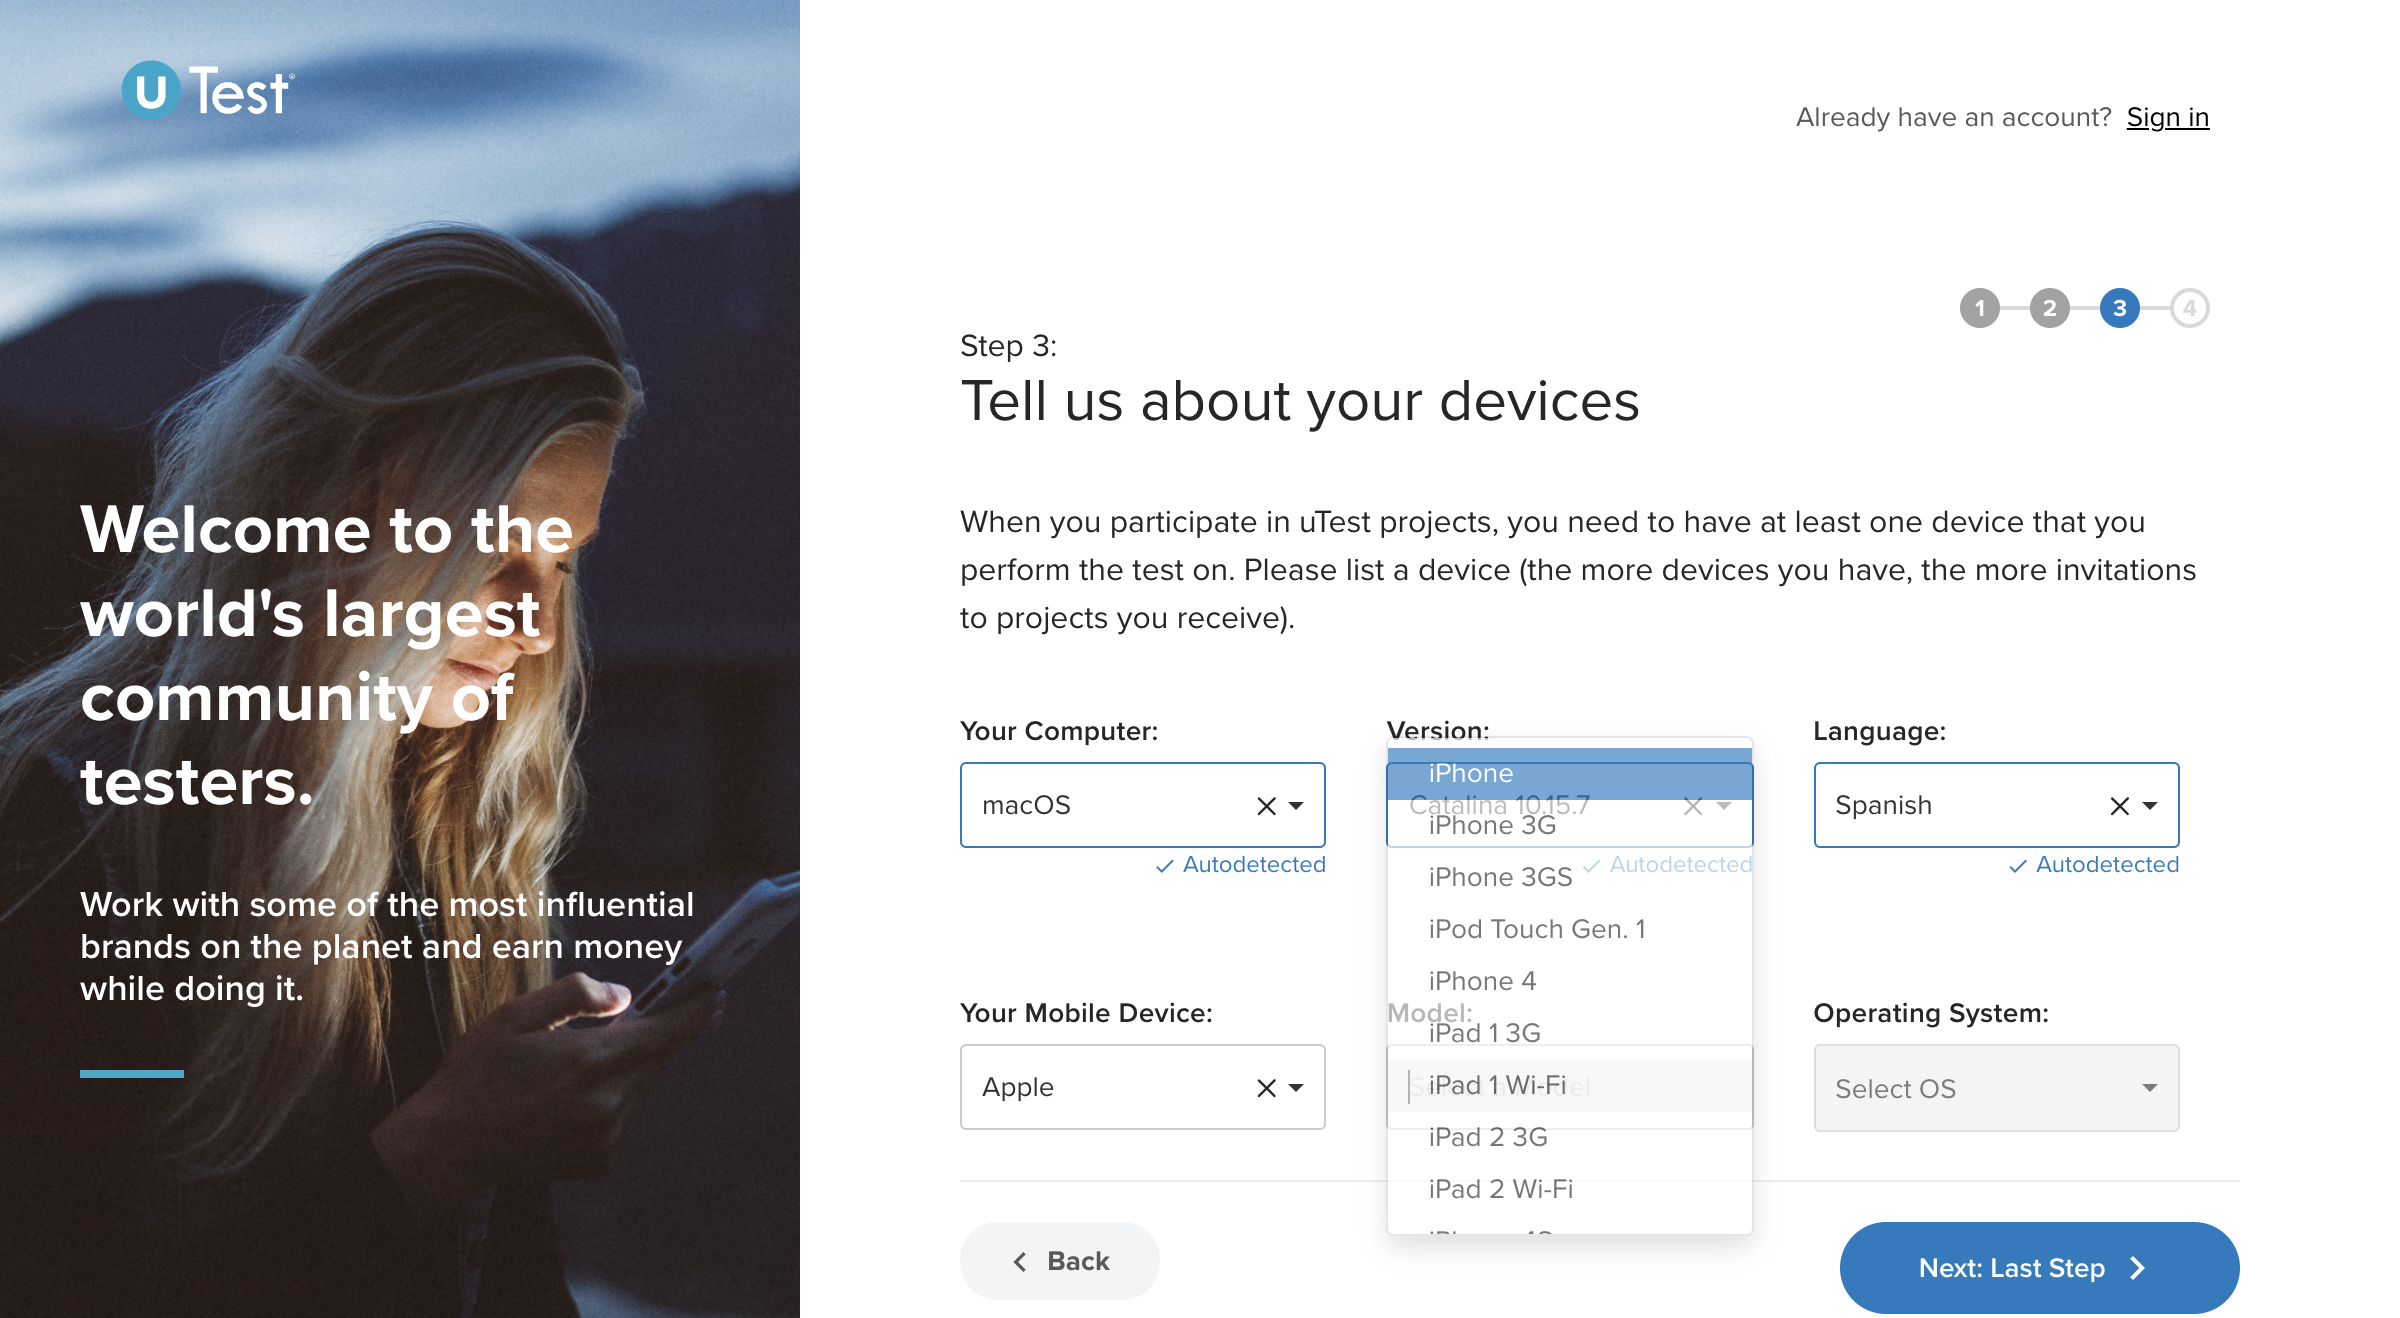 uTest®
Already have an account? Sign in
1 2 3 4
Step 3:
Tell us about your devices
Welcome to the
world's largest
community of
testers.
Work with some of the most influential
brands on the planet and earn money
while doing it.
When you participate in uTest projects, you need to have at least one device that you
perform the test on. Please list a device (the more devices you have, the more invitations
to projects you receive).
Your Computer:
macOS
Autodetected
Version:
Catalina 10.15.7
Autodetected
Language:
Spanish
Autodetected
Your Mobile Device:
Apple
Model:
iPhone
iPhone 3G
iPhone 3GS
iPod Touch Gen. 1
iPhone 4
iPad 1 3G
iPad 1 Wi-Fi
iPad 2 3G
iPad 2 Wi-Fi
Operating System:
Select OS
Back
Next: Last Step